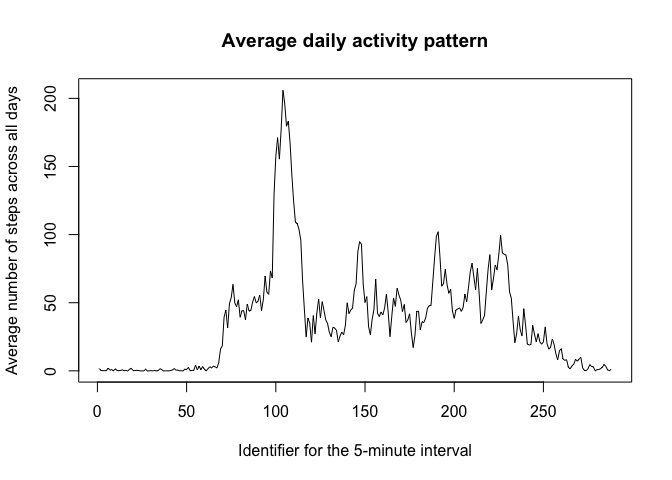 Average daily activity pattern
Average number of steps across all days
200
150
100
50
0
0 50 100 150 200 250
Identifier for the 5-minute interval